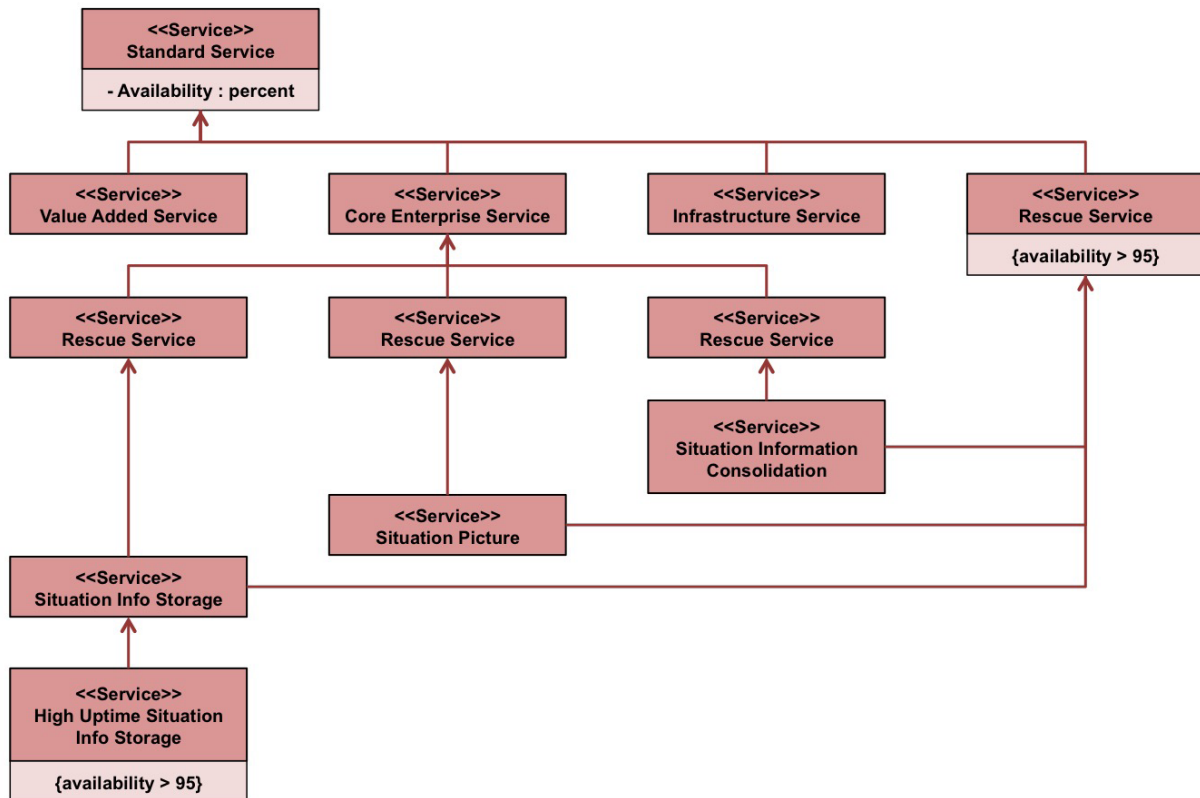 <<Service>>
Standard Service
- Availability : percent
<<Service>>
Value Added Service
<<Service>>
Core Enterprise Service
<<Service>>
Infrastructure Service
<<Service>>
Rescue Service
{availability > 95}
<<Service>>
Rescue Service
<<Service>>
Rescue Service
<<Service>>
Rescue Service
<<Service>>
Situation Information
Consolidation
<<Service>>
Situation Picture
<<Service>>
Situation Info Storage
<<Service>>
High Uptime Situation
Info Storage
{availability > 95}